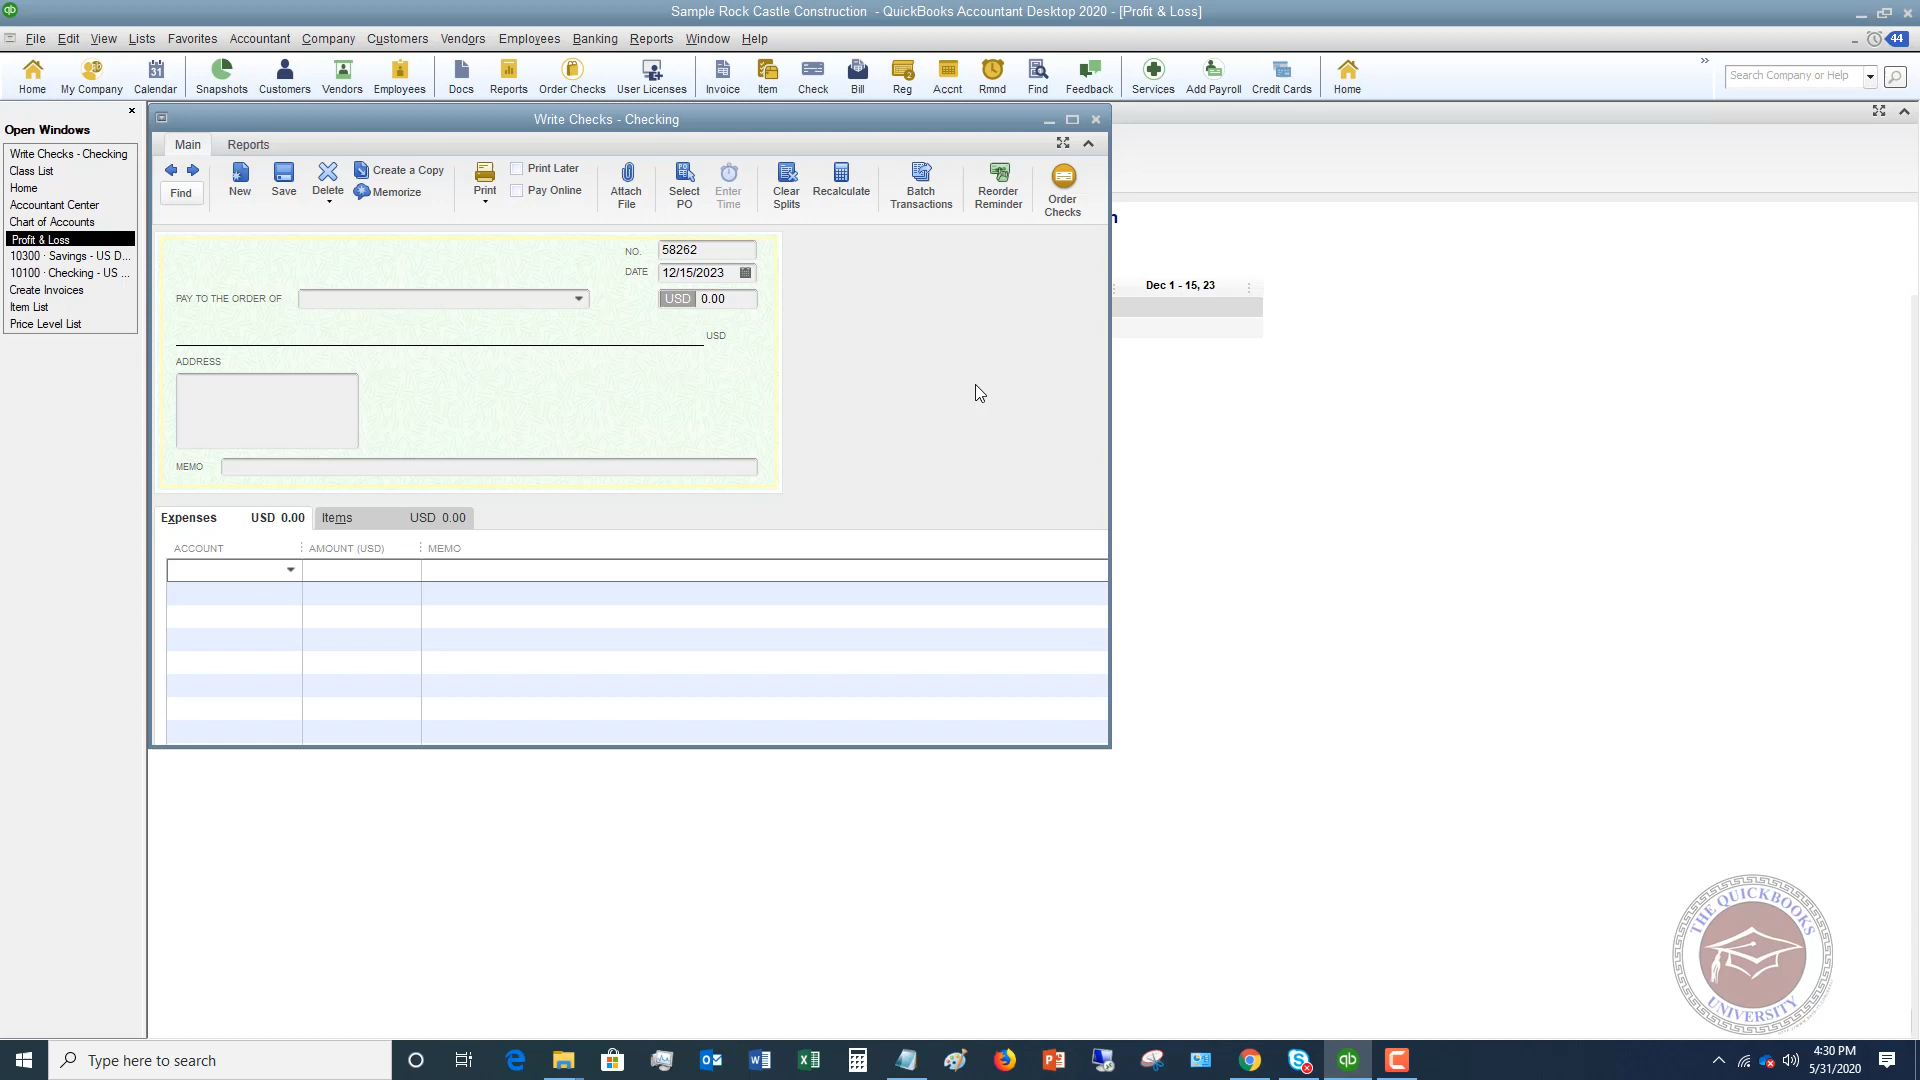 Sample Rock Castle Construction - QuickBooks Accountant Desktop 2020 - [Profit & Loss]
File Edit View Lists Favorites Accountant Company Customers Vendors Employees Banking Reports Window Help
44
Home My Company Calendar Snapshots Customers Vendors Employees Docs Reports Order Checks User Licenses Invoice Item Check Bill Reg Accnt Rmnd Find Feedback Services Add Payroll Credit Cards Home
Search Company or Help
Open Windows
Write Checks - Checking
Class List
Home
Accountant Center
Chart of Accounts
Profit & Loss
10300 · Savings - US D...
10100 · Checking - US ...
Create Invoices
Item List
Price Level List
Write Checks - Checking
Main Reports
Find
New
Save
Delete
Create a Copy
Memorize
Print
Print Later
Pay Online
Attach File
Select PO
Enter Time
Clear Splits
Recalculate
Batch Transactions
Reorder Reminder
Order Checks
NO. 58262
DATE 12/15/2023
PAY TO THE ORDER OF
USD 0.00
USD
ADDRESS
MEMO
Expenses USD 0.00 Items USD 0.00
ACCOUNT AMOUNT (USD) MEMO
n
Dec 1 - 15, 23
THE QUICKBOOKS
UNIVERSITY
Type here to search
4:30 PM
5/31/2020